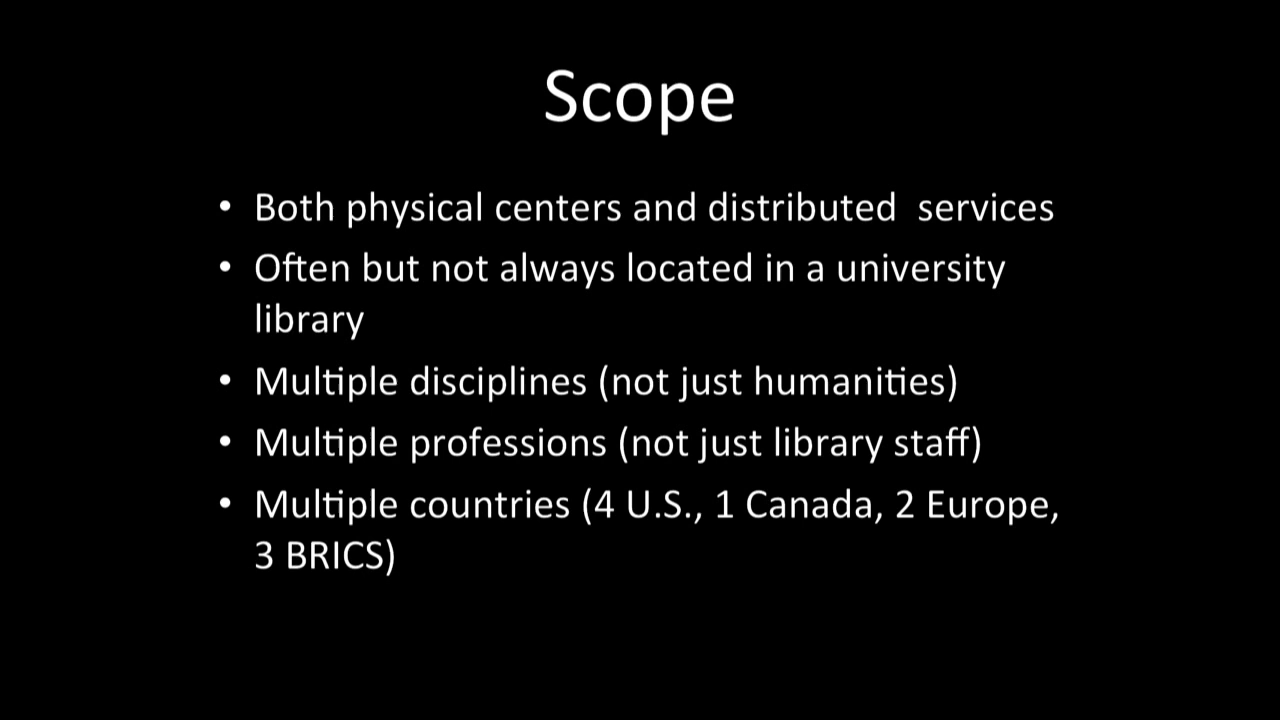 Scope
• Both physical centers and distributed  services
• Often but not always located in a university
library
• Multiple disciplines (not just humanities)
• Multiple professions (not just library staff)
• Multiple countries (4 U.S., 1 Canada, 2 Europe,
3 BRICS)